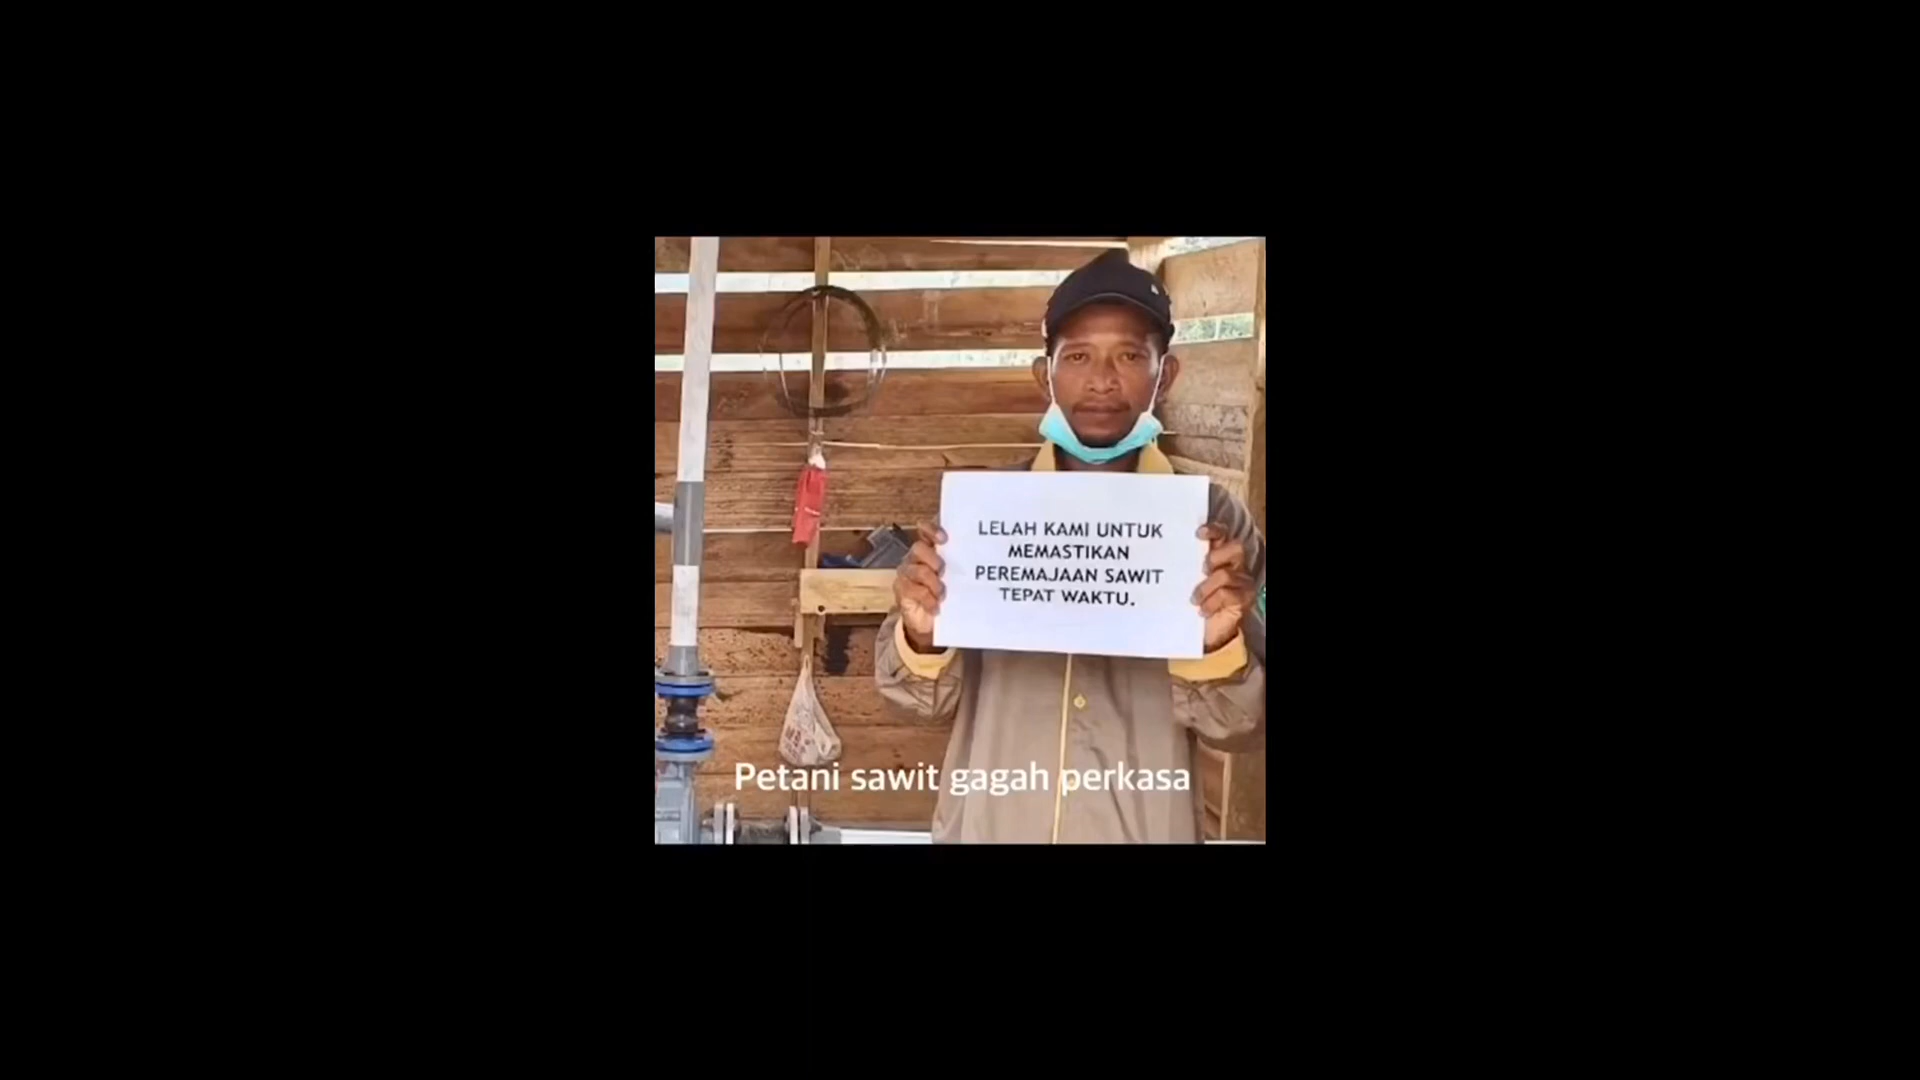 LELAH KAMI UNTUK
MEMASTIKAN
PEREMAJAAN SAWIT
TEPAT WAKTU.
Petani sawit gagah perkasa